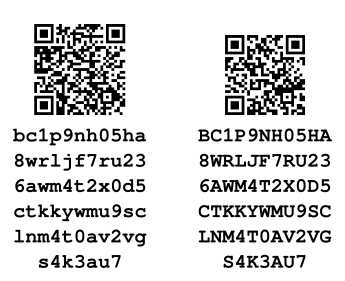 bc1p9nh05ha
8wrljf7ru23
6awm4t2x0d5
ctkkywmu9sc
lnm4t0av2vg
s4k3au7
BC1P9NH05HA
8WRLJF7RU23
6AWM4T2X0D5
CTKKYWMU9SC
LNM4T0AV2VG
S4K3AU7